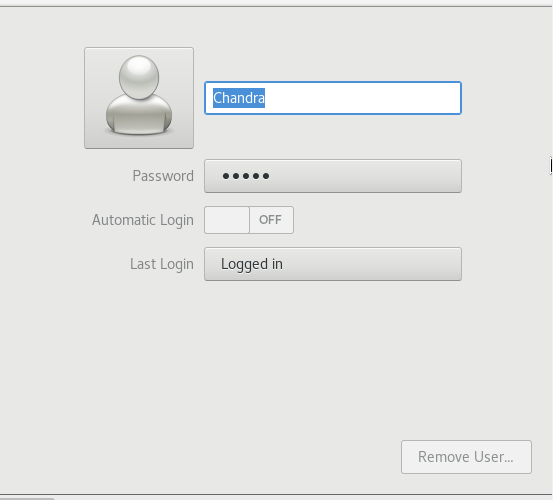 Chandra
Password •••••
Automatic Login OFF
Last Login Logged in
Remove User...